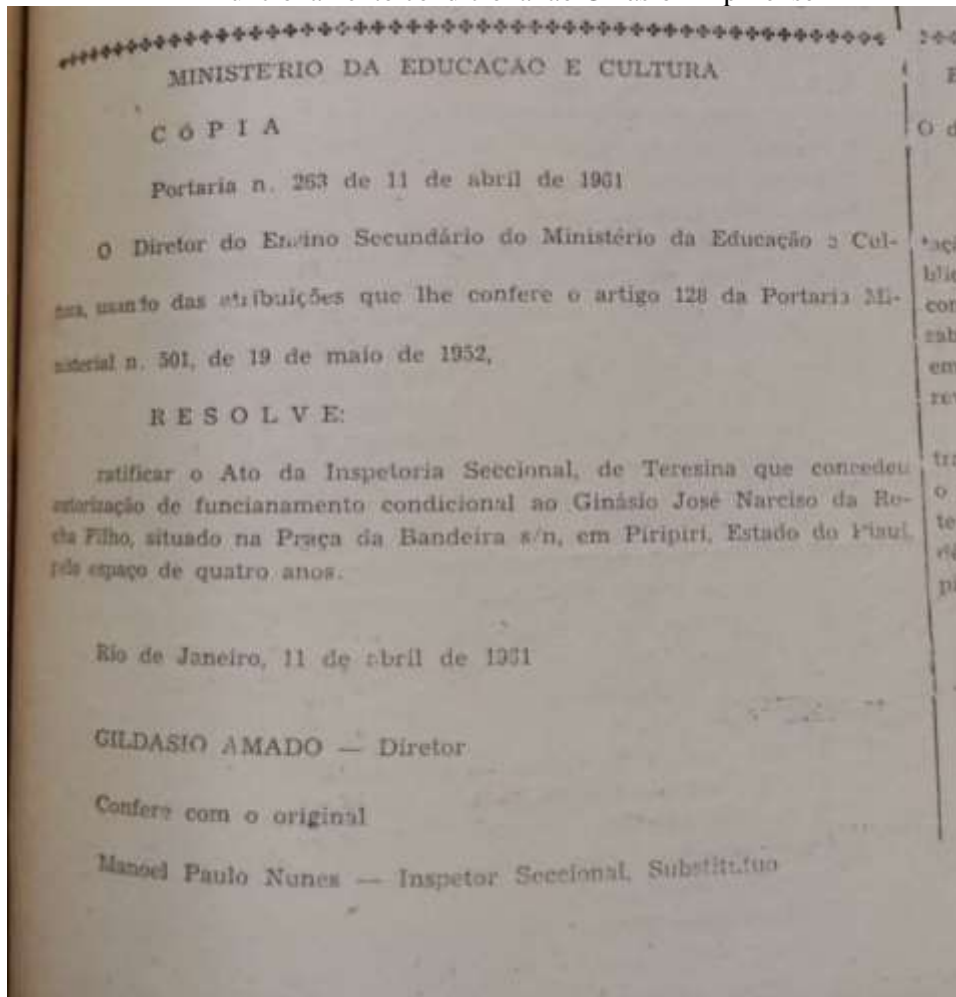 MINISTERIO DA EDUCAÇAO E CULTURA
C ó P I A
Portaria n. 263 de 11 de abril de 1961
O Diretor do Ensino Secundário do Ministério da Educação e Cul-
tura, usanto das atribuições que lhe confere o artigo 128 da Portaria Mi-
nisterial n. 501, de 19 de maio de 1952,
R E S O L V E:
ratificar o Ato da Inspetoria Seccional, de Teresina que concedeu
autorização de funcianamento condicional ao Ginásio José Narciso da Ro-
cha Filho, situado na Praça da Bandeira s/n, em Piripiri, Estado do Piauí,
pelo espaço de quatro anos.
Rio de Janeiro, 11 de abril de 1961
GILDASIO AMADO — Diretor
Confere com o original
Manoel Paulo Nunes — Inspetor Seccional, Substituto